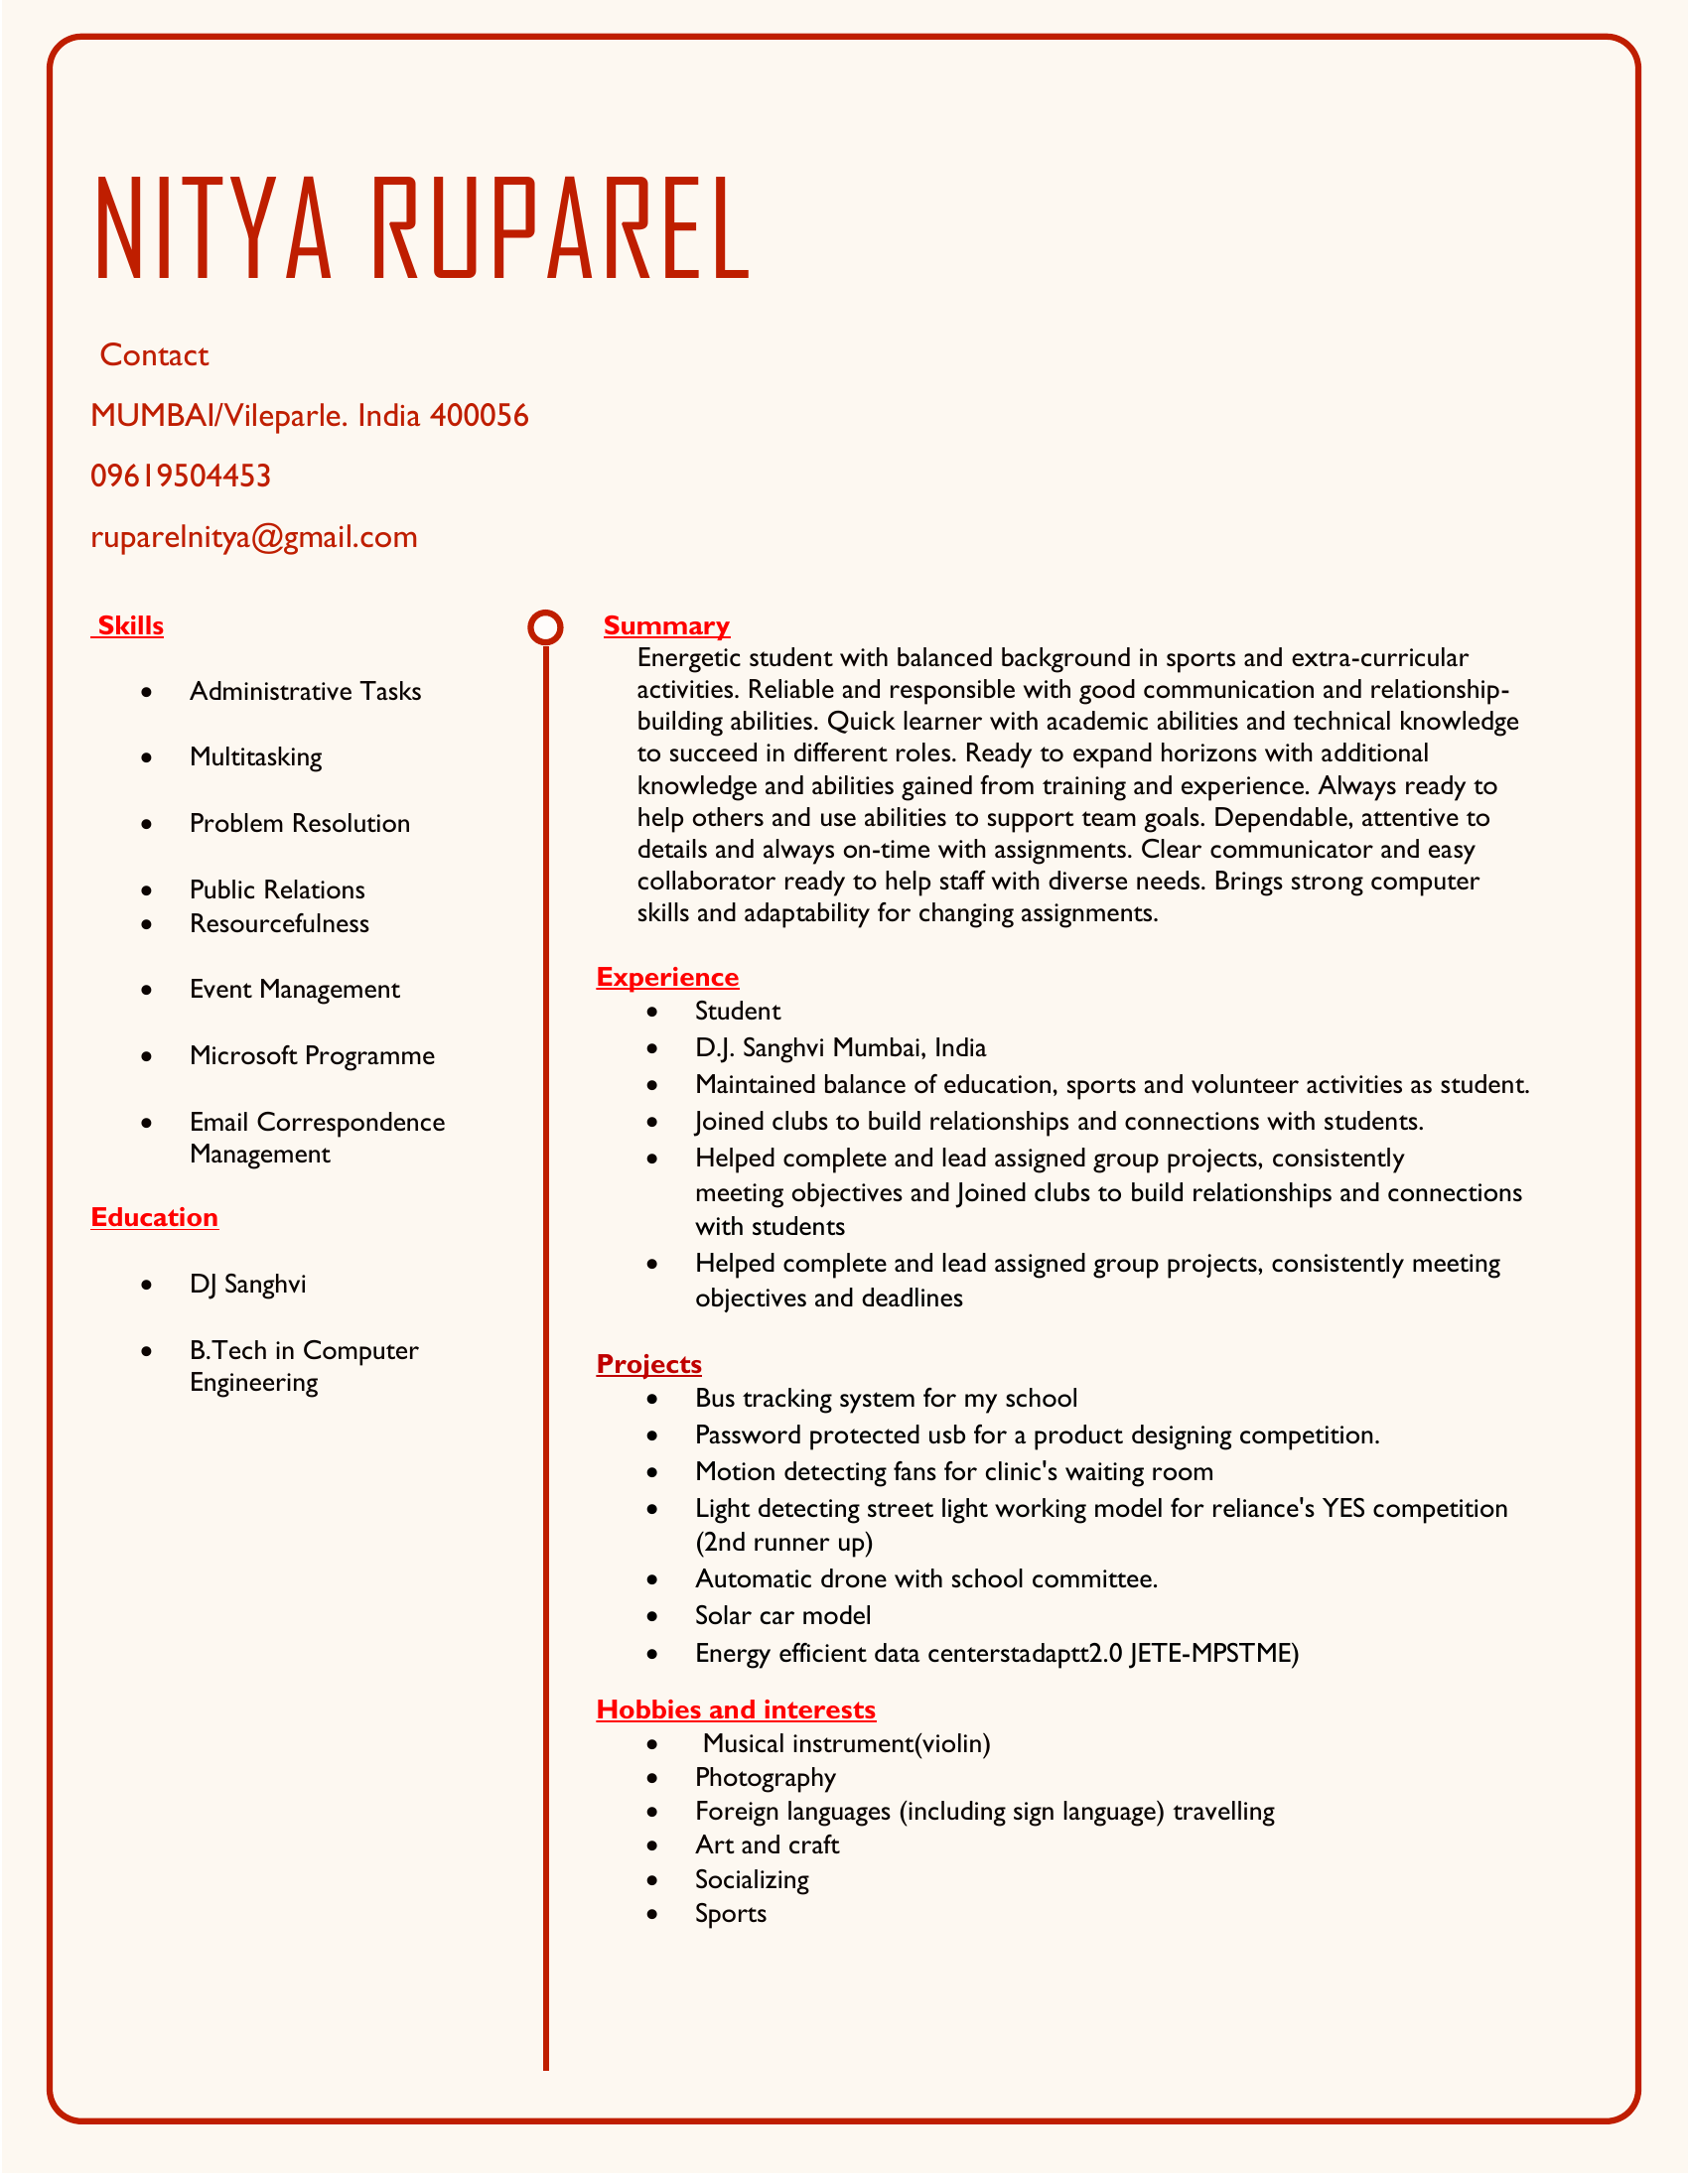 NITYA RUPAREL
Contact
MUMBAI/Vileparle. India 400056
09619504453
ruparelnitya@gmail.com
Skills
• Administrative Tasks
• Multitasking
• Problem Resolution
• Public Relations
• Resourcefulness
• Event Management
• Microsoft Programme
• Email Correspondence
Management
Education
• DJ Sanghvi
• B.Tech in Computer
Engineering
Summary
Energetic student with balanced background in sports and extra-curricular
activities. Reliable and responsible with good communication and relationship-
building abilities. Quick learner with academic abilities and technical knowledge
to succeed in different roles. Ready to expand horizons with additional
knowledge and abilities gained from training and experience. Always ready to
help others and use abilities to support team goals. Dependable, attentive to
details and always on-time with assignments. Clear communicator and easy
collaborator ready to help staff with diverse needs. Brings strong computer
skills and adaptability for changing assignments.
Experience
• Student
• D.J. Sanghvi Mumbai, India
• Maintained balance of education, sports and volunteer activities as student.
• Joined clubs to build relationships and connections with students.
• Helped complete and lead assigned group projects, consistently
meeting objectives and Joined clubs to build relationships and connections
with students
• Helped complete and lead assigned group projects, consistently meeting
objectives and deadlines
Projects
• Bus tracking system for my school
• Password protected usb for a product designing competition.
• Motion detecting fans for clinic's waiting room
• Light detecting street light working model for reliance's YES competition
(2nd runner up)
• Automatic drone with school committee.
• Solar car model
• Energy efficient data centerstadaptt2.0 JETE-MPSTME)
Hobbies and interests
• Musical instrument(violin)
• Photography
• Foreign languages (including sign language) travelling
• Art and craft
• Socializing
• Sports